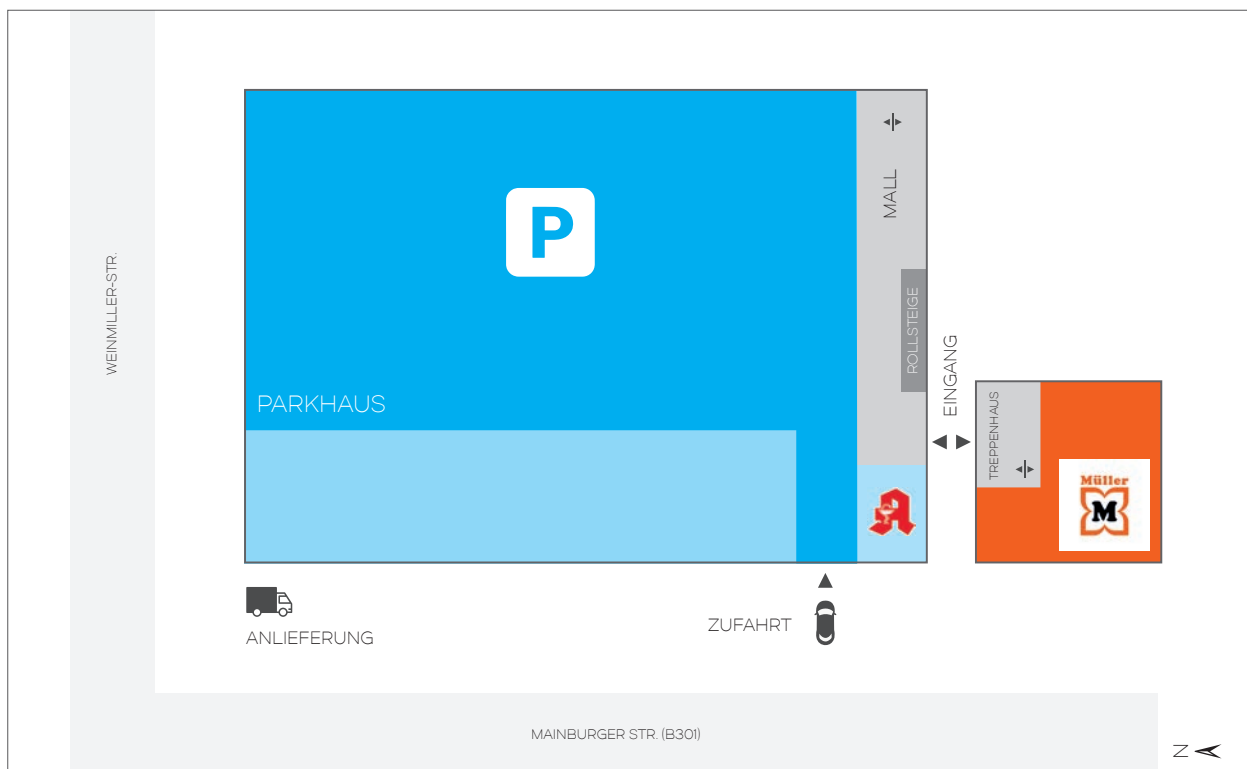 WEINMILLER-STR.
P
PARKHAUS
MALL
ROLLSTEIGE
EINGANG
TREPPENHAUS
Müller
M
ANLIEFERUNG
ZUFAHRT
MAINBURGER STR. (B301)
N